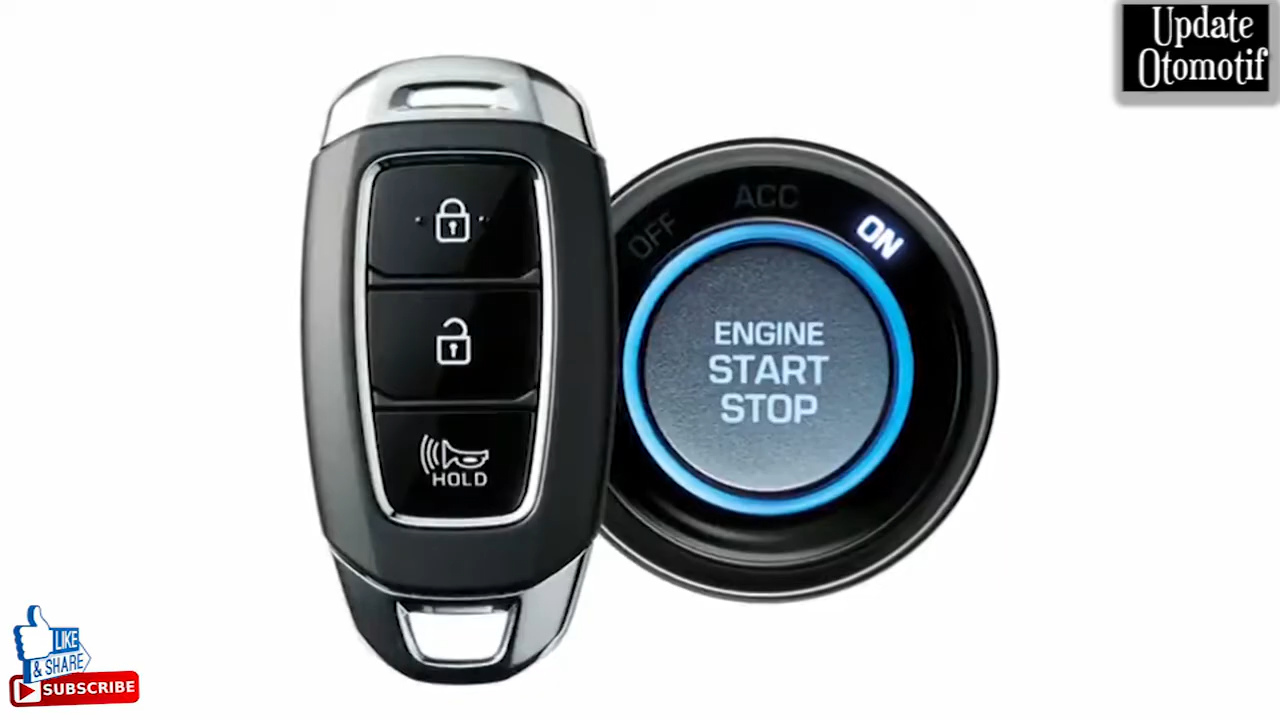 Update
Otomotif
OFF
ACC
ON
ENGINE
START
STOP
HOLD
LIKE
& SHARE
SUBSCRIBE